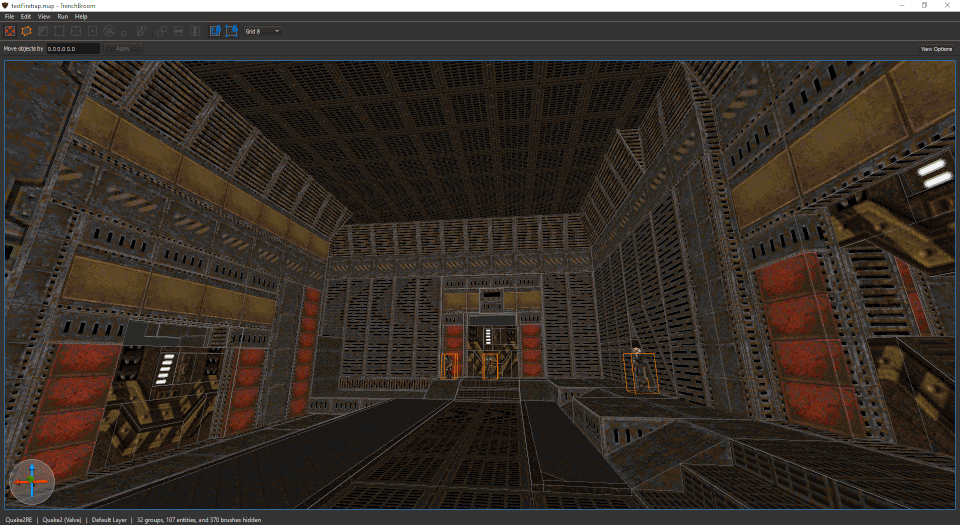 testFiretrap.map - TrenchBroom
File Edit View Run Help
Grid 8
Move objects by 0.0 0.0 0.0 Apply View Options
Quake2RE | Quake2 (Valve) | Default Layer | 32 groups, 107 entities, and 370 brushes hidden